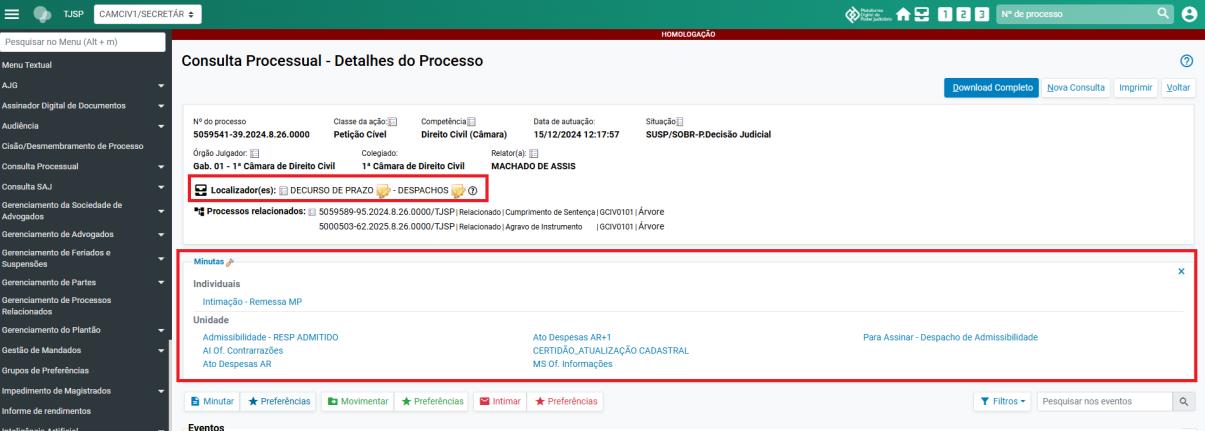 TJSP CAMCIV1/SECRETÁR
Plataforma Digital do Poder Judiciário 1 2 3 Nº de processo
HOMOLOGAÇÃO
Pesquisar no Menu (Alt + m)
Menu Textual
AJG
Assinador Digital de Documentos
Audiência
Cisão/Desmembramento de Processo
Consulta Processual
Consulta SAJ
Gerenciamento da Sociedade de
Advogados
Gerenciamento de Advogados
Gerenciamento de Feriados e
Suspensões
Gerenciamento de Partes
Gerenciamento de Processos
Relacionados
Gerenciamento do Plantão
Gestão de Mandados
Grupos de Preferências
Impedimento de Magistrados
Informe de rendimentos
Inteligência Artificial
Consulta Processual - Detalhes do Processo
Download Completo Nova Consulta Imprimir Voltar
Nº do processo Classe da ação: Competência Data de autuação: Situação
5059541-39.2024.8.26.0000 Petição Cível Direito Civil (Câmara) 15/12/2024 12:17:57 SUSP/SOBR-P.Decisão Judicial
Órgão Julgador: Colegiado: Relator(a):
Gab. 01 - 1ª Câmara de Direito Civil 1ª Câmara de Direito Civil MACHADO DE ASSIS
Localizador(es): DECURSO DE PRAZO - DESPACHOS
Processos relacionados: 5059589-95.2024.8.26.0000/TJSP | Relacionado | Cumprimento de Sentença | GCIV0101 | Árvore
5000503-62.2025.8.26.0000/TJSP | Relacionado | Agravo de Instrumento | GCIV0101 | Árvore
Minutas
x
Individuais
Intimação - Remessa MP
Unidade
Admissibilidade - RESP ADMITIDO Ato Despesas AR+1 Para Assinar - Despacho de Admissibilidade
AI Of. Contrarrazões CERTIDÃO_ATUALIZAÇÃO CADASTRAL
Ato Despesas AR MS Of. Informações
Minutar Preferências Movimentar Preferências Intimar Preferências Filtros Pesquisar nos eventos
Eventos